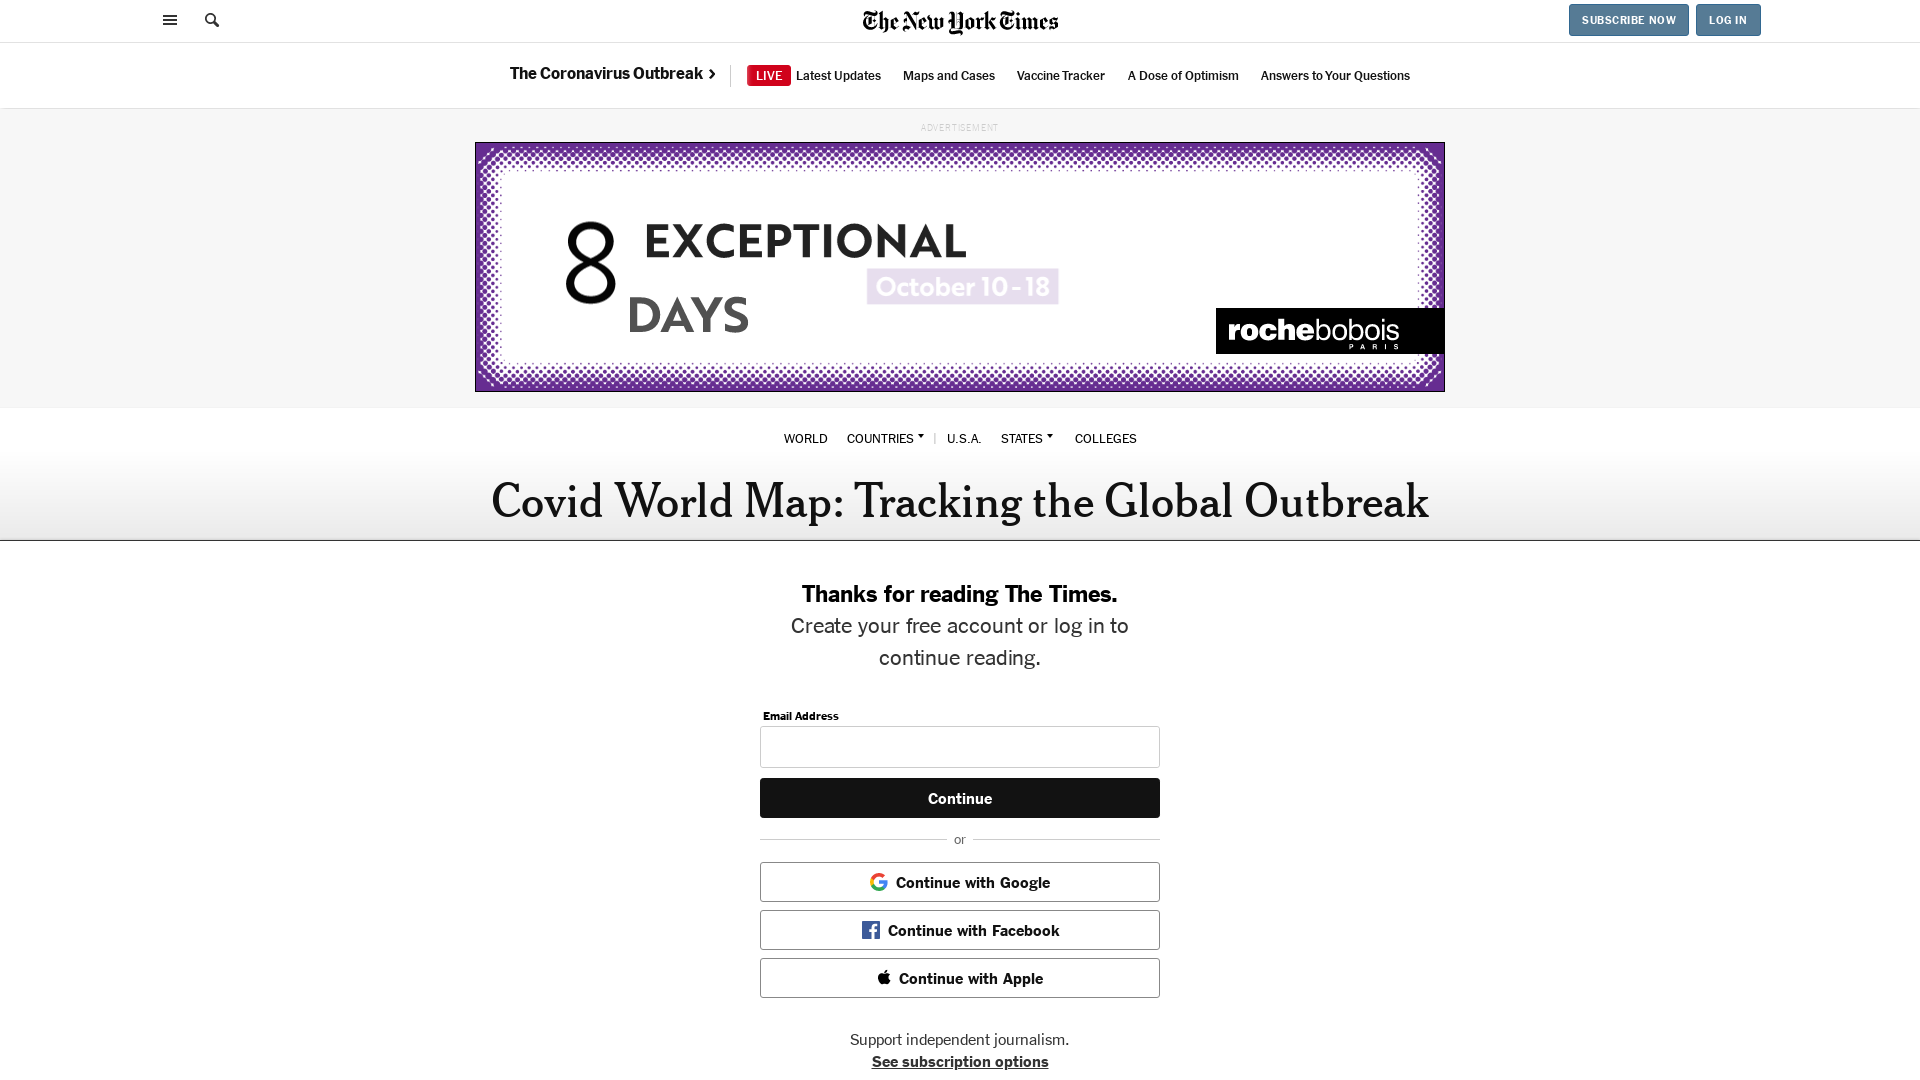 The New York Times
SUBSCRIBE NOW
LOG IN
The Coronavirus Outbreak
LIVE Latest Updates
Maps and Cases
Vaccine Tracker
A Dose of Optimism
Answers to Your Questions
ADVERTISEMENT
8 EXCEPTIONAL
October 10-18
DAYS
rochebobois
PARIS
WORLD
COUNTRIES
U.S.A.
STATES
COLLEGES
Covid World Map: Tracking the Global Outbreak
Thanks for reading The Times.
Create your free account or log in to
continue reading.
Email Address
Continue
or
Continue with Google
Continue with Facebook
Continue with Apple
Support independent journalism.
See subscription options